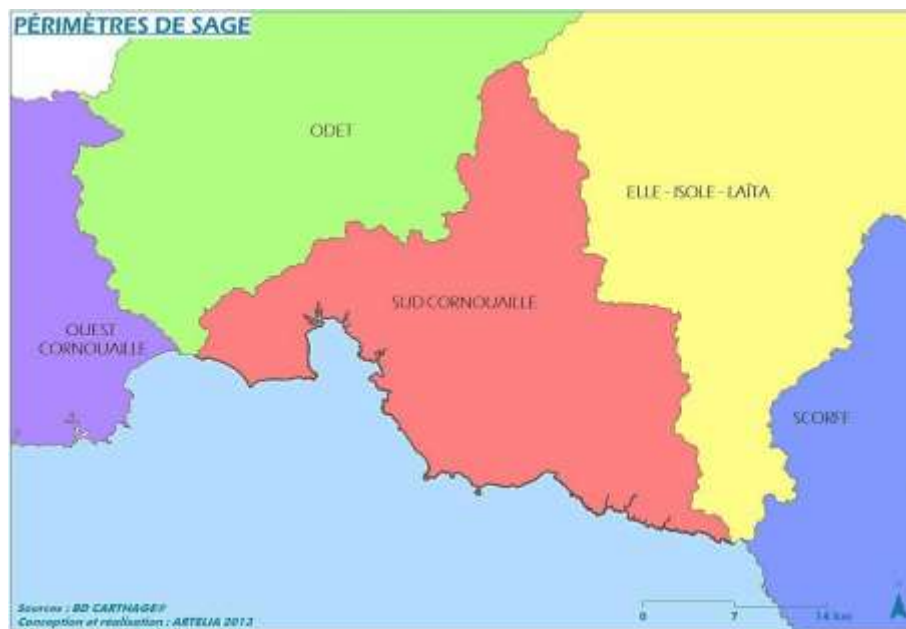 PÉRIMÈTRES DE SAGE
ODET
ELLE - ISOLE - LAÏTA
SUD CORNOUAILLE
OUEST
CORNOUAILLE
SCORFF
0 7 14 km
Sources : BD CARTHAGE®
Conception et réalisation : ARTELIA 2013